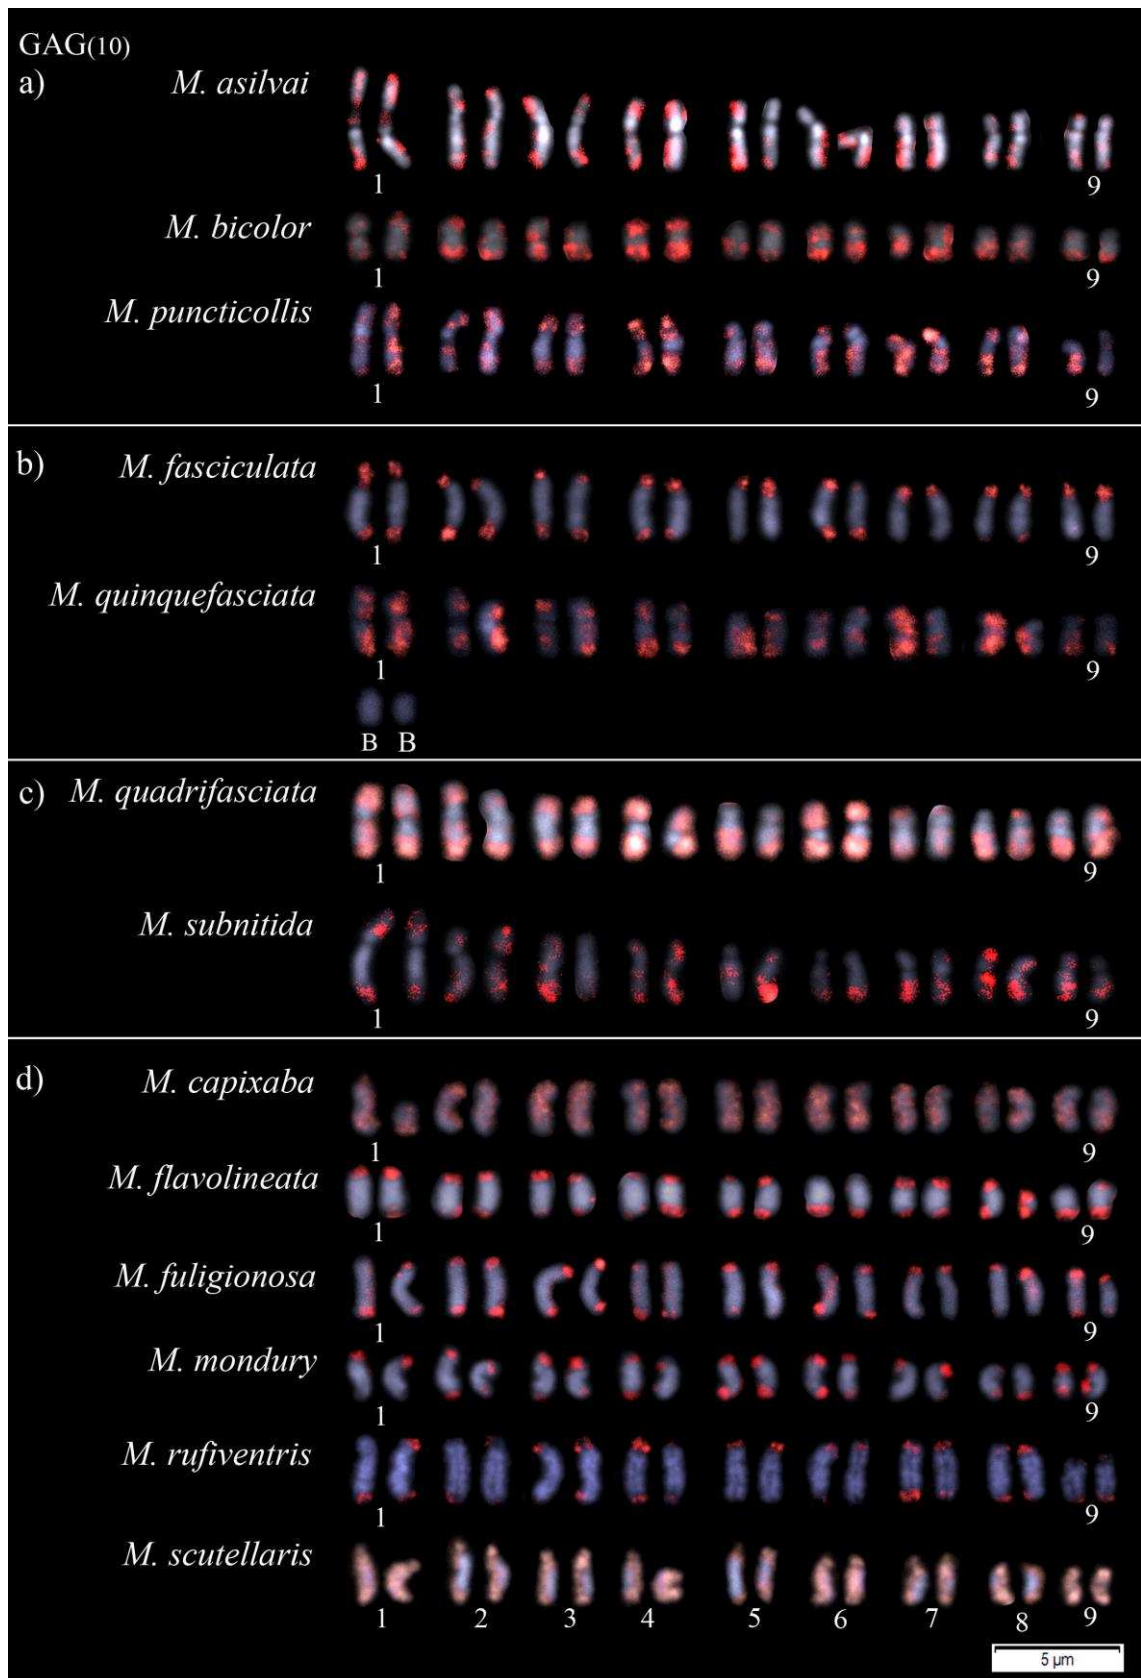 GAG(10)
a) M. asilvai
1 9
M. bicolor
1 9
M. puncticollis
1 9
b) M. fasciculata
1 9
M. quinquefasciata
1 9
B B
c) M. quadrifasciata
1 9
M. subnitida
1 9
d) M. capixaba
1 9
M. flavolineata
1 9
M. fuligionosa
1 9
M. mondury
1 9
M. rufiventris
1 9
M. scutellaris
1 2 3 4 5 6 7 8 9
5 µm